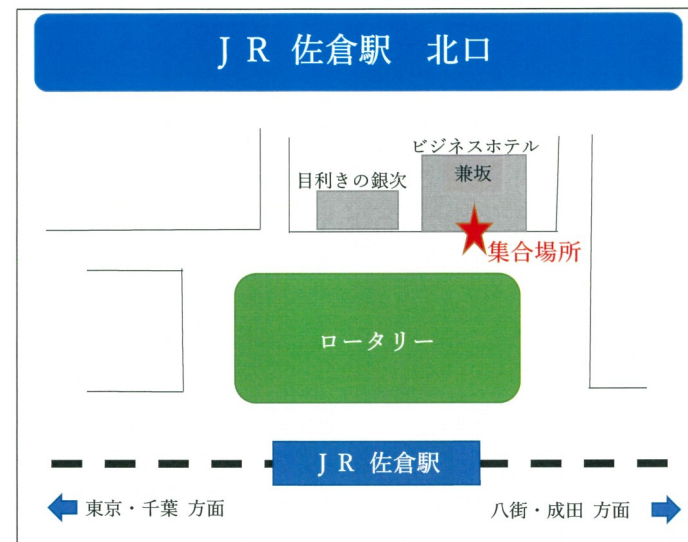 JR 佐倉駅 北口
ビジネスホテル
兼坂
目利きの銀次
集合場所
ロータリー
JR 佐倉駅
東京・千葉 方面
八街・成田 方面